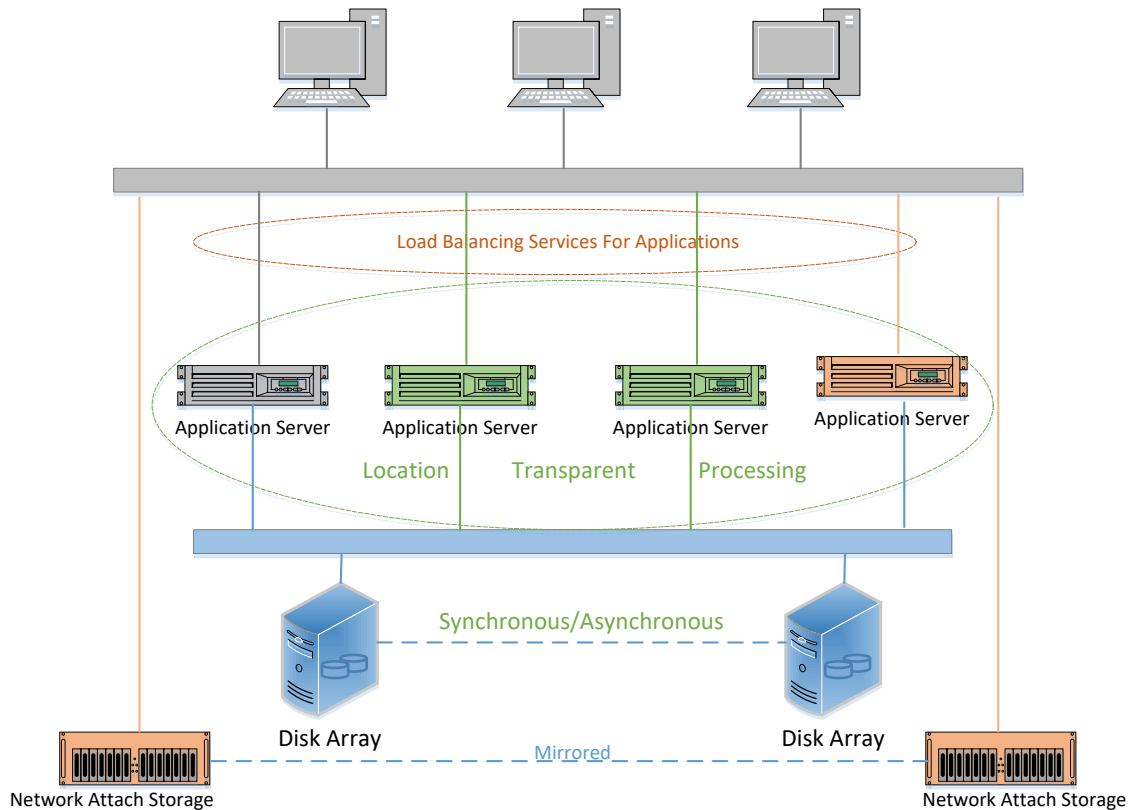 Load Balancing Services For Applications
Application Server
Application Server
Application Server
Application Server
Location Transparent Processing
Synchronous/Asynchronous
Disk Array
Disk Array
Mirrored
Network Attach Storage
Network Attach Storage